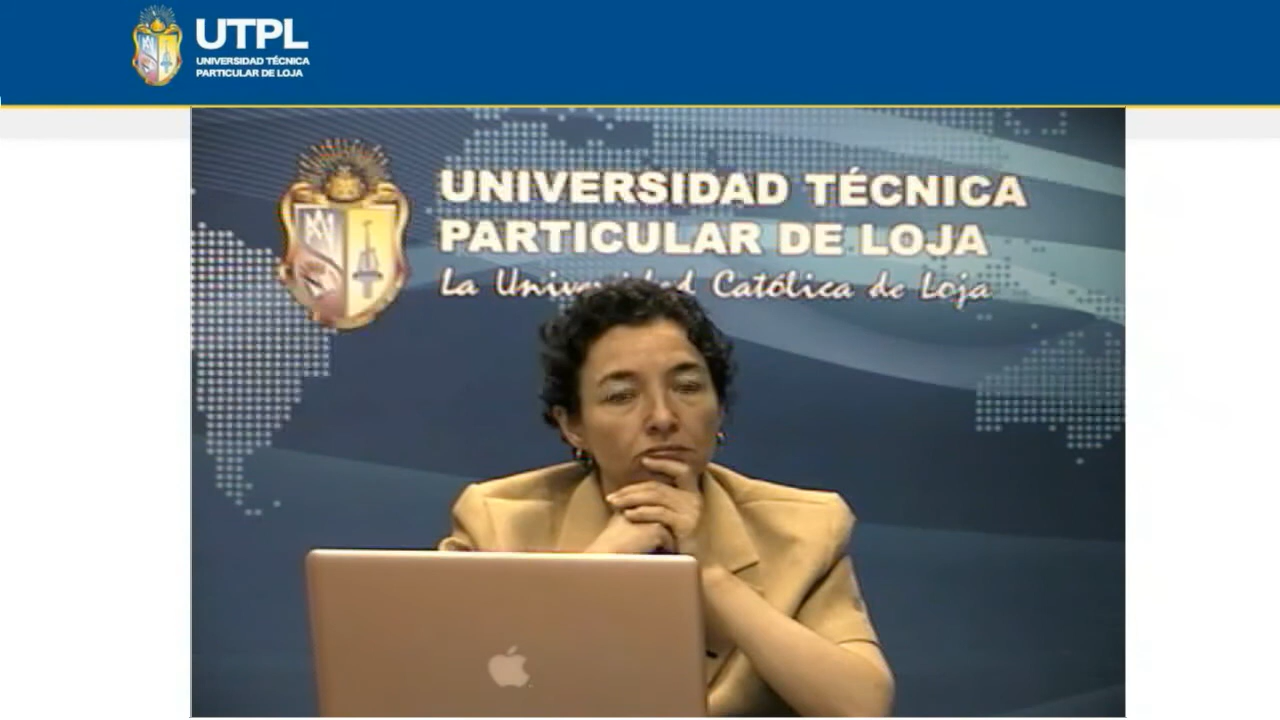 UTPL
UNIVERSIDAD TÉCNICA
PARTICULAR DE LOJA
UNIVERSIDAD TÉCNICA
PARTICULAR DE LOJA
La Universidad Católica de Loja